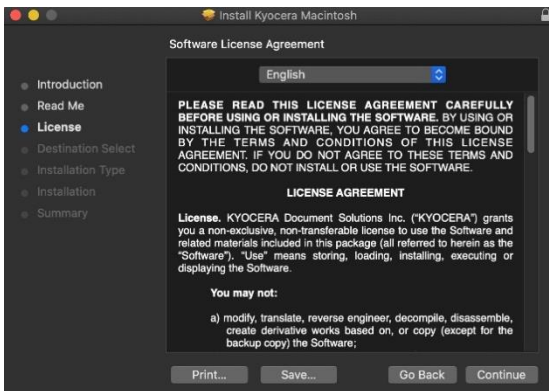 Install Kyocera Macintosh
Software License Agreement
Introduction
Read Me
License
Destination Select
Installation Type
Installation
Summary
English
PLEASE READ THIS LICENSE AGREEMENT CAREFULLY
BEFORE USING OR INSTALLING THE SOFTWARE. BY USING OR
INSTALLING THE SOFTWARE, YOU AGREE TO BECOME BOUND
BY THE TERMS AND CONDITIONS OF THIS LICENSE
AGREEMENT. IF YOU DO NOT AGREE TO THESE TERMS AND
CONDITIONS, DO NOT INSTALL OR USE THE SOFTWARE.
LICENSE AGREEMENT
License. KYOCERA Document Solutions Inc. ("KYOCERA") grants
you a non-exclusive, non-transferable license to use the Software and
related materials included in this package (all referred to herein as the
"Software"). "Use" means storing, loading, installing, executing or
displaying the Software.
You may not:
a) modify, translate, reverse engineer, decompile, disassemble,
create derivative works based on, or copy (except for the
backup copy) the Software;
Print...
Save...
Go Back
Continue